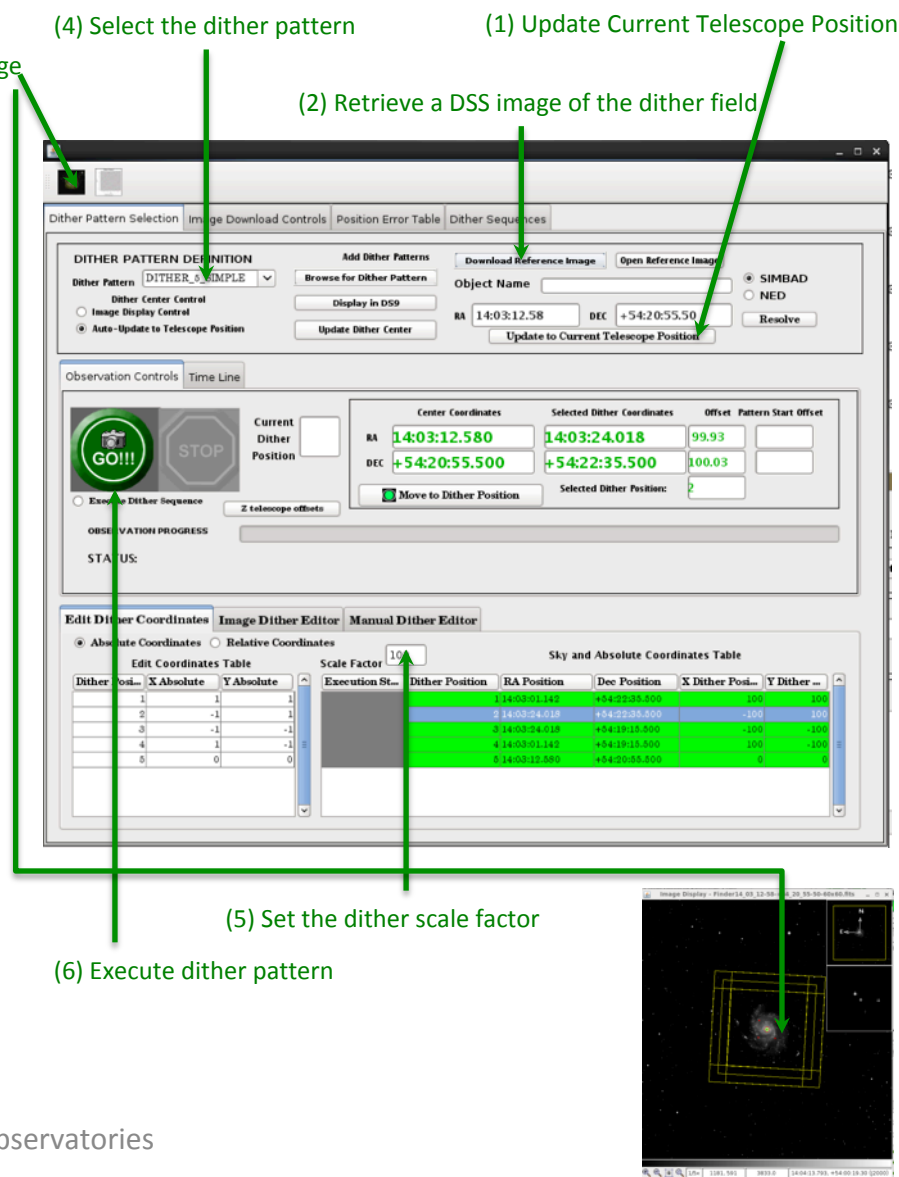 (4) Select the dither pattern
(1) Update Current Telescope Position
(2) Retrieve a DSS image of the dither field
Dither Pattern Selection Image Download Controls Position Error Table Dither Sequences
DITHER PATTERN DEFINITION
Dither Pattern DITHER_5_SIMPLE
Dither Center Control
Image Display Control
Auto-Update to Telescope Position
Add Dither Patterns
Browse for Dither Pattern
Display in DS9
Update Dither Center
Download Reference Image Open Reference Image
Object Name
SIMBAD
NED
RA 14:03:12.58 DEC +54:20:55.50 Resolve
Update to Current Telescope Position
Observation Controls Time Line
GO!!! STOP
Current Dither Position
Center Coordinates Selected Dither Coordinates Offset Pattern Start Offset
RA 14:03:12.580 14:03:24.018 99.93
DEC +54:20:55.500 +54:22:35.500 100.03
Move to Dither Position Selected Dither Position: 2
Execute Dither Sequence Z telescope offsets
OBSERVATION PROGRESS
STATUS:
Edit Dither Coordinates Image Dither Editor Manual Dither Editor
Absolute Coordinates Relative Coordinates
Edit Coordinates Table Scale Factor Sky and Absolute Coordinates Table
Dither Posi... X Absolute Y Absolute Execution St... Dither Position RA Position Dec Position X Dither Posi... Y Dither ...
1 1 1 1 14:03:01.142 +54:22:35.500 100 100
2 -1 1 2 14:03:24.018 +54:22:35.500 -100 100
3 -1 -1 3 14:03:24.018 +54:19:15.500 -100 -100
4 1 -1 4 14:03:01.142 +54:19:15.500 100 -100
5 0 0 5 14:03:12.580 +54:20:55.500 0 0
(5) Set the dither scale factor
(6) Execute dither pattern
N
E
1181, 591 3833.0